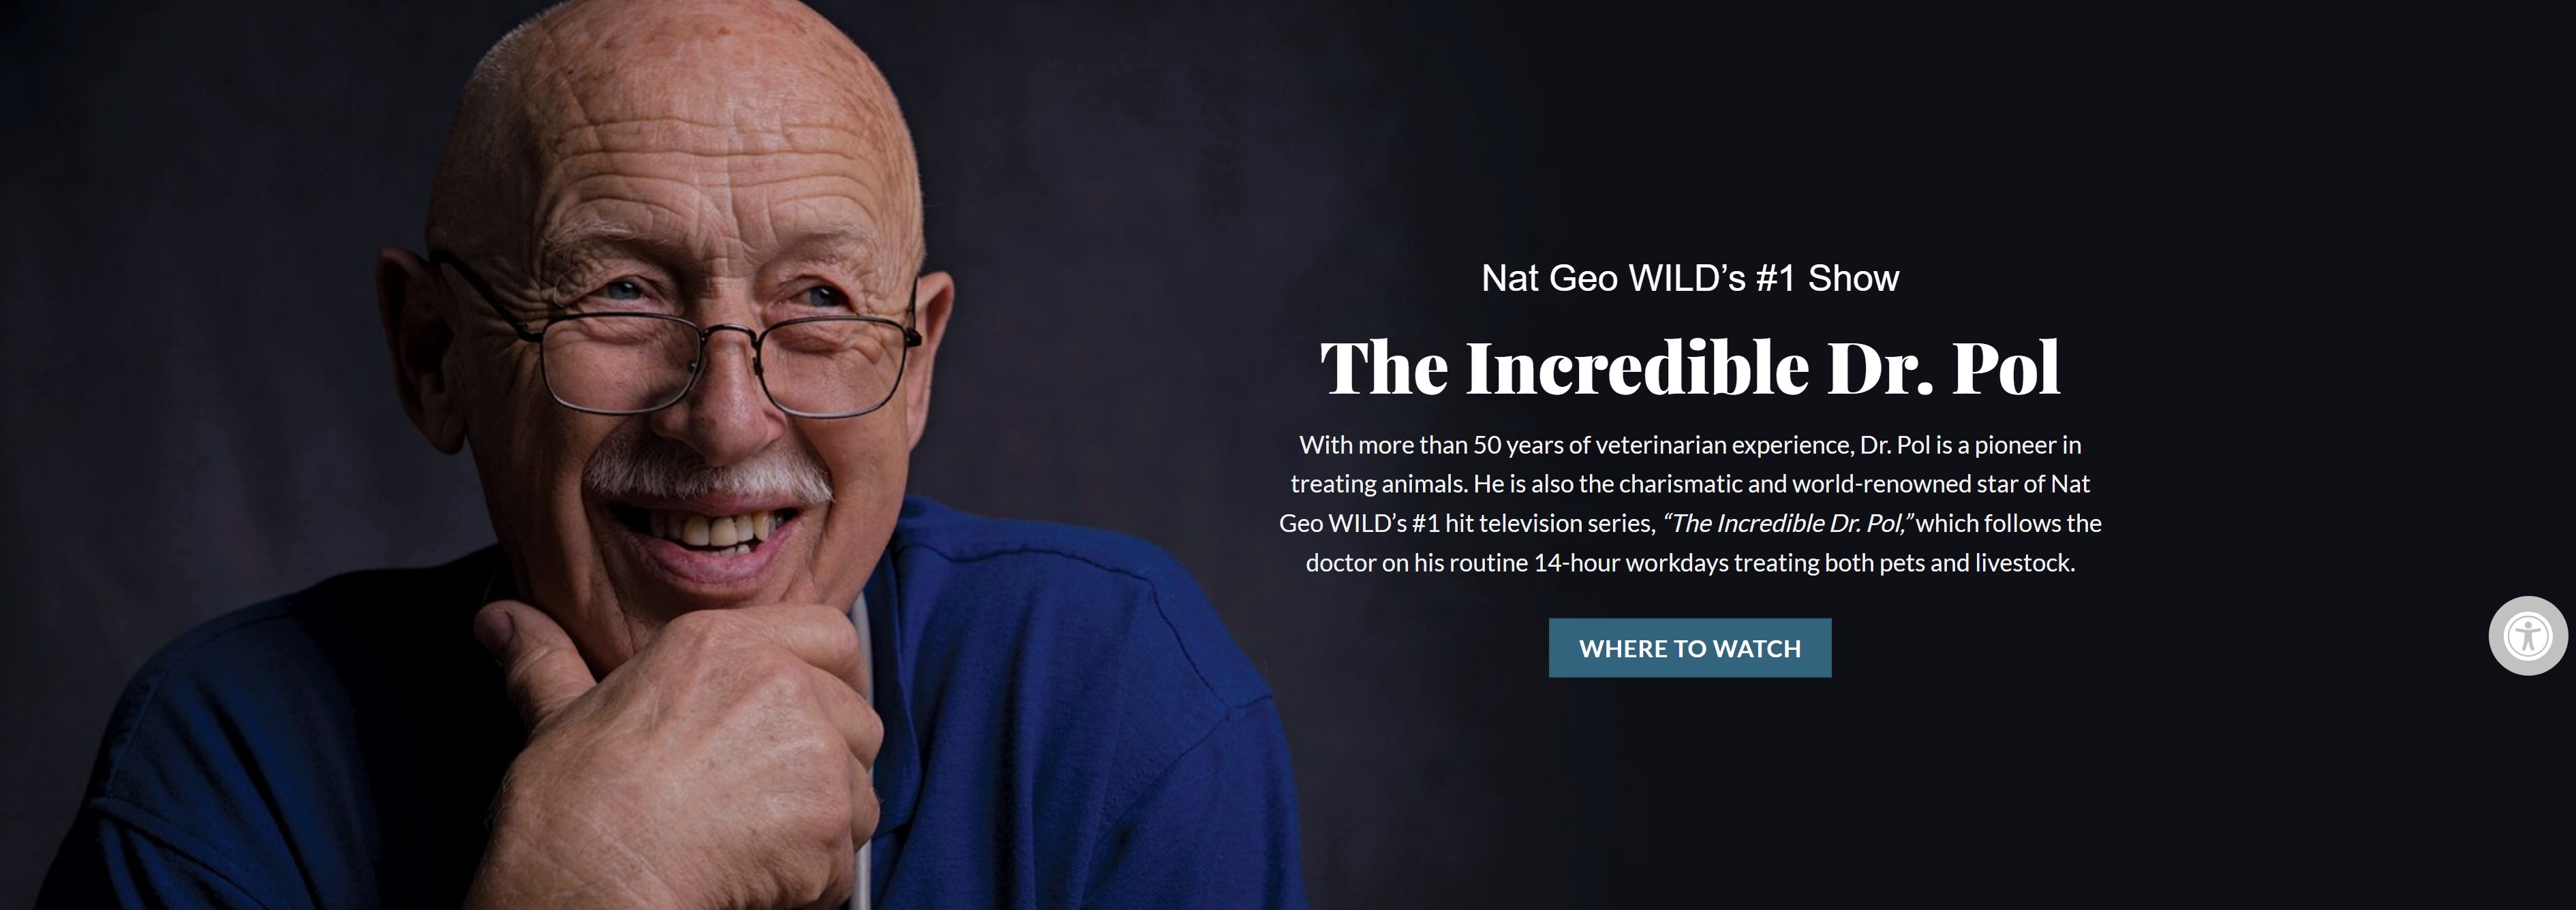 Nat Geo WILD’s #1 Show
The Incredible Dr. Pol
With more than 50 years of veterinarian experience, Dr. Pol is a pioneer in
treating animals. He is also the charismatic and world-renowned star of Nat
Geo WILD’s #1 hit television series, “The Incredible Dr. Pol,” which follows the
doctor on his routine 14-hour workdays treating both pets and livestock.
WHERE TO WATCH